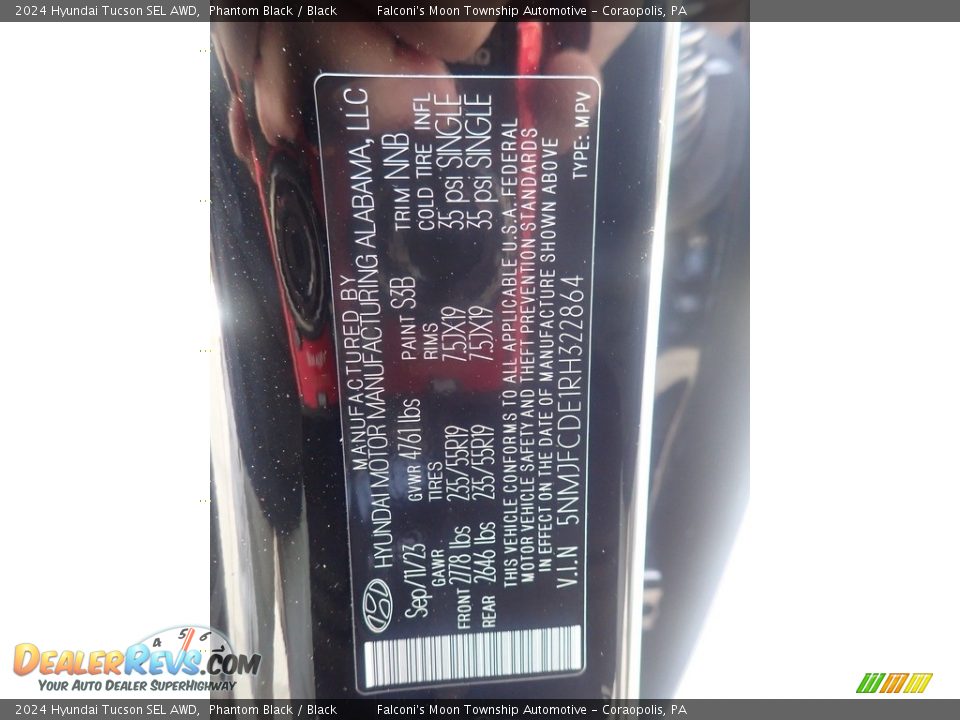 2024 Hyundai Tucson SEL AWD, Phantom Black / Black Falconi's Moon Township Automotive - Coraopolis, PA
MANUFACTURED BY
HYUNDAI MOTOR MANUFACTURING ALABAMA, LLC
Sep/11/23 GVWR 4761 lbs PAINT S3B TRIM NNB
GAWR TIRES RIMS COLD TIRE INFL
FRONT 2778 lbs 235/55R19 7.5JX19 35 psi SINGLE
REAR 2646 lbs 235/55R19 7.5JX19 35 psi SINGLE
THIS VEHICLE CONFORMS TO ALL APPLICABLE U.S.A. FEDERAL
MOTOR VEHICLE SAFETY AND THEFT PREVENTION STANDARDS
IN EFFECT ON THE DATE OF MANUFACTURE SHOWN ABOVE
V.I.N 5NMJFCDE1RH322864 TYPE: MPV
4 5 6
DEALERREVS.COM
YOUR AUTO DEALER SUPERHIGHWAY
2024 Hyundai Tucson SEL AWD, Phantom Black / Black Falconi's Moon Township Automotive - Coraopolis, PA